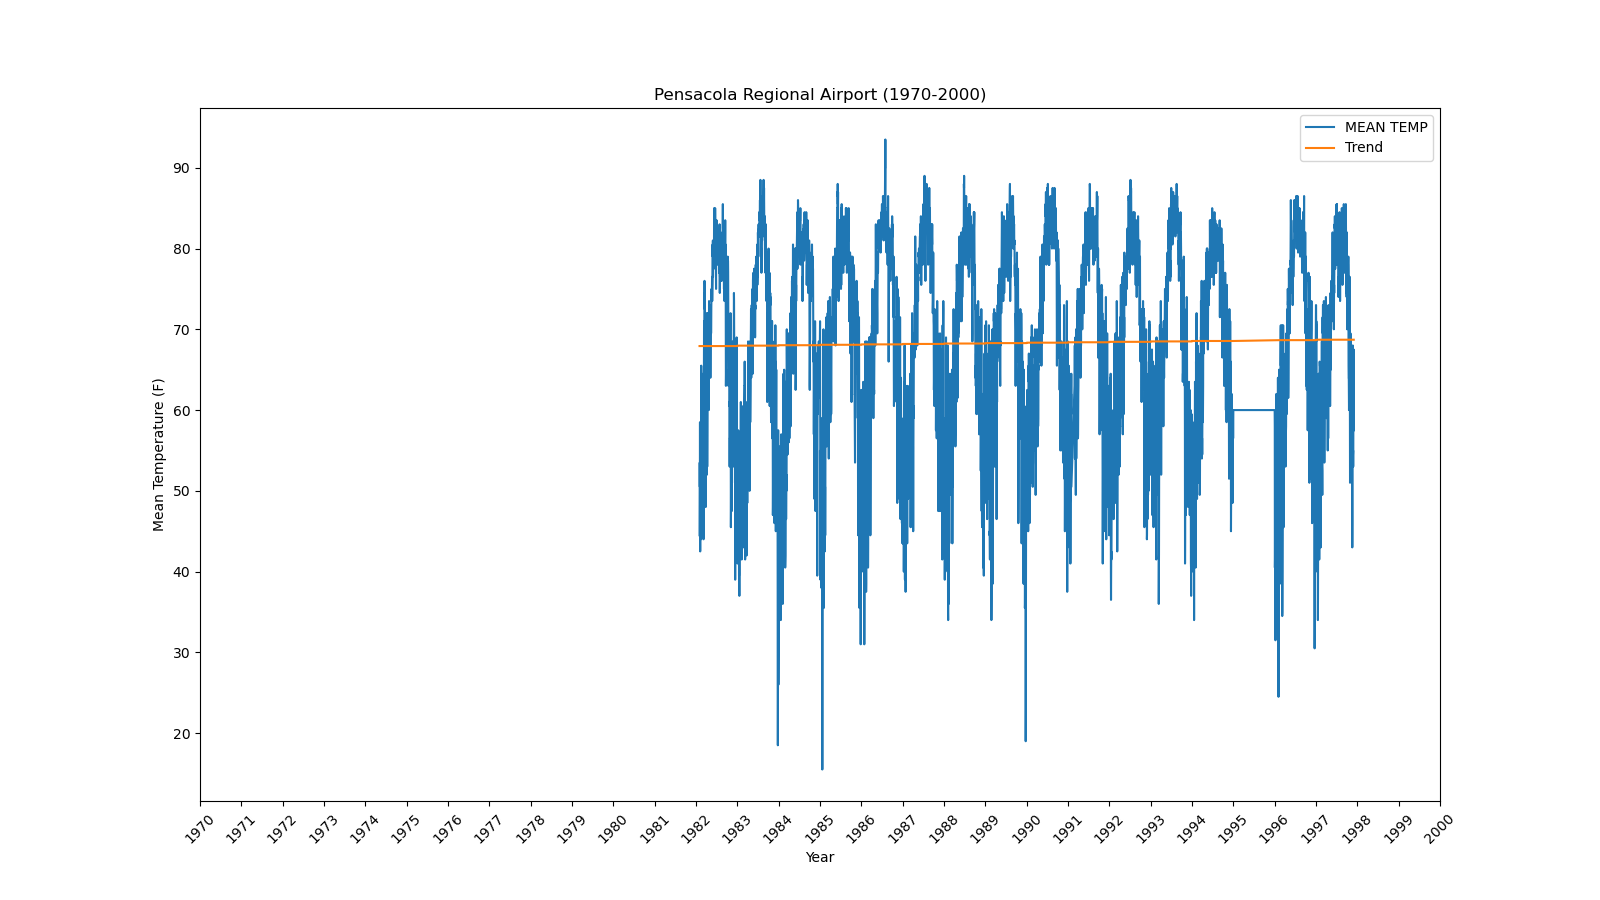 Pensacola Regional Airport (1970-2000)
MEAN TEMP
Trend
90
80
70
60
50
40
30
20
Mean Temperature (F)
1970 1971 1972 1973 1974 1975 1976 1977 1978 1979 1980 1981 1982 1983 1984 1985 1986 1987 1988 1989 1990 1991 1992 1993 1994 1995 1996 1997 1998 1999 2000
Year